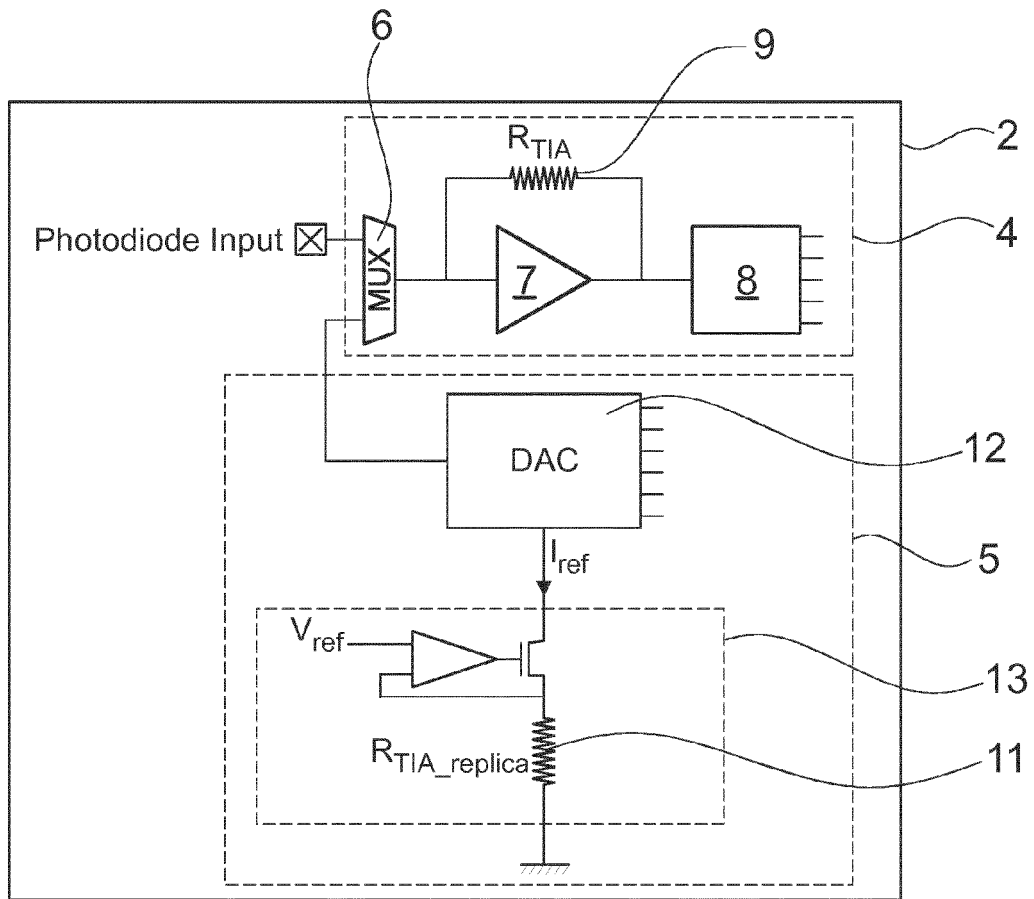 6
9
2
R_TIA
4
Photodiode Input
MUX
7
8
DAC
12
I_ref
5
V_ref
13
R_TIA_replica
11